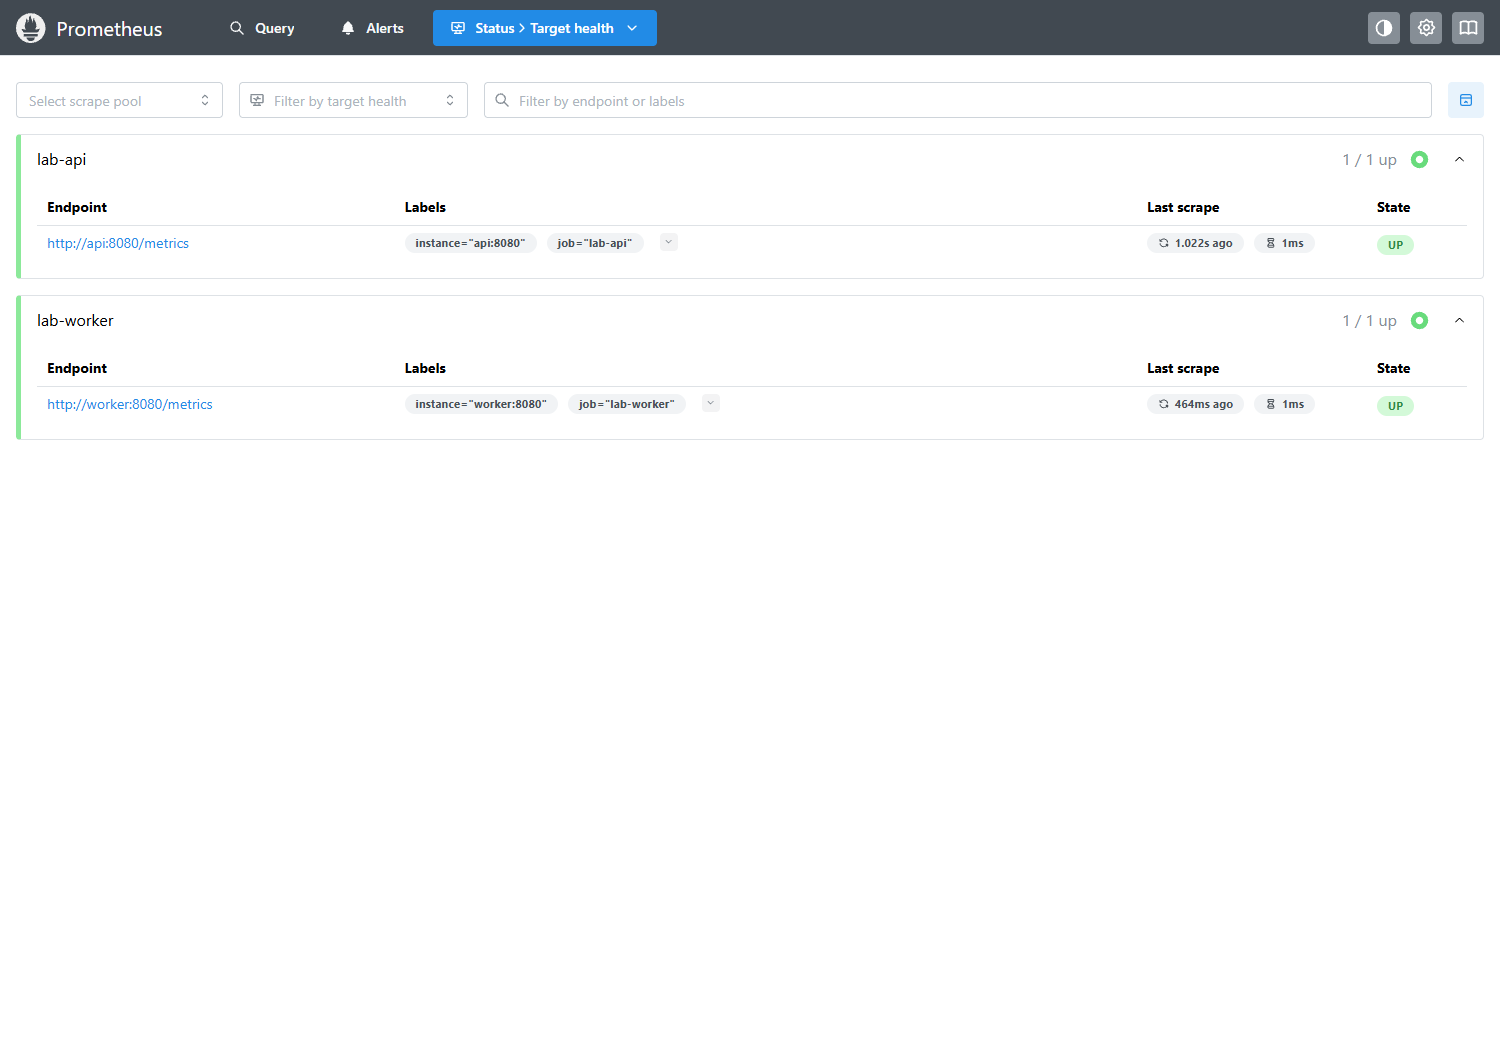 Prometheus Query Alerts Status > Target health
Select scrape pool Filter by target health Filter by endpoint or labels
lab-api 1 / 1 up
Endpoint Labels Last scrape State
http://api:8080/metrics instance="api:8080" job="lab-api" 1.022s ago 1ms UP
lab-worker 1 / 1 up
Endpoint Labels Last scrape State
http://worker:8080/metrics instance="worker:8080" job="lab-worker" 464ms ago 1ms UP